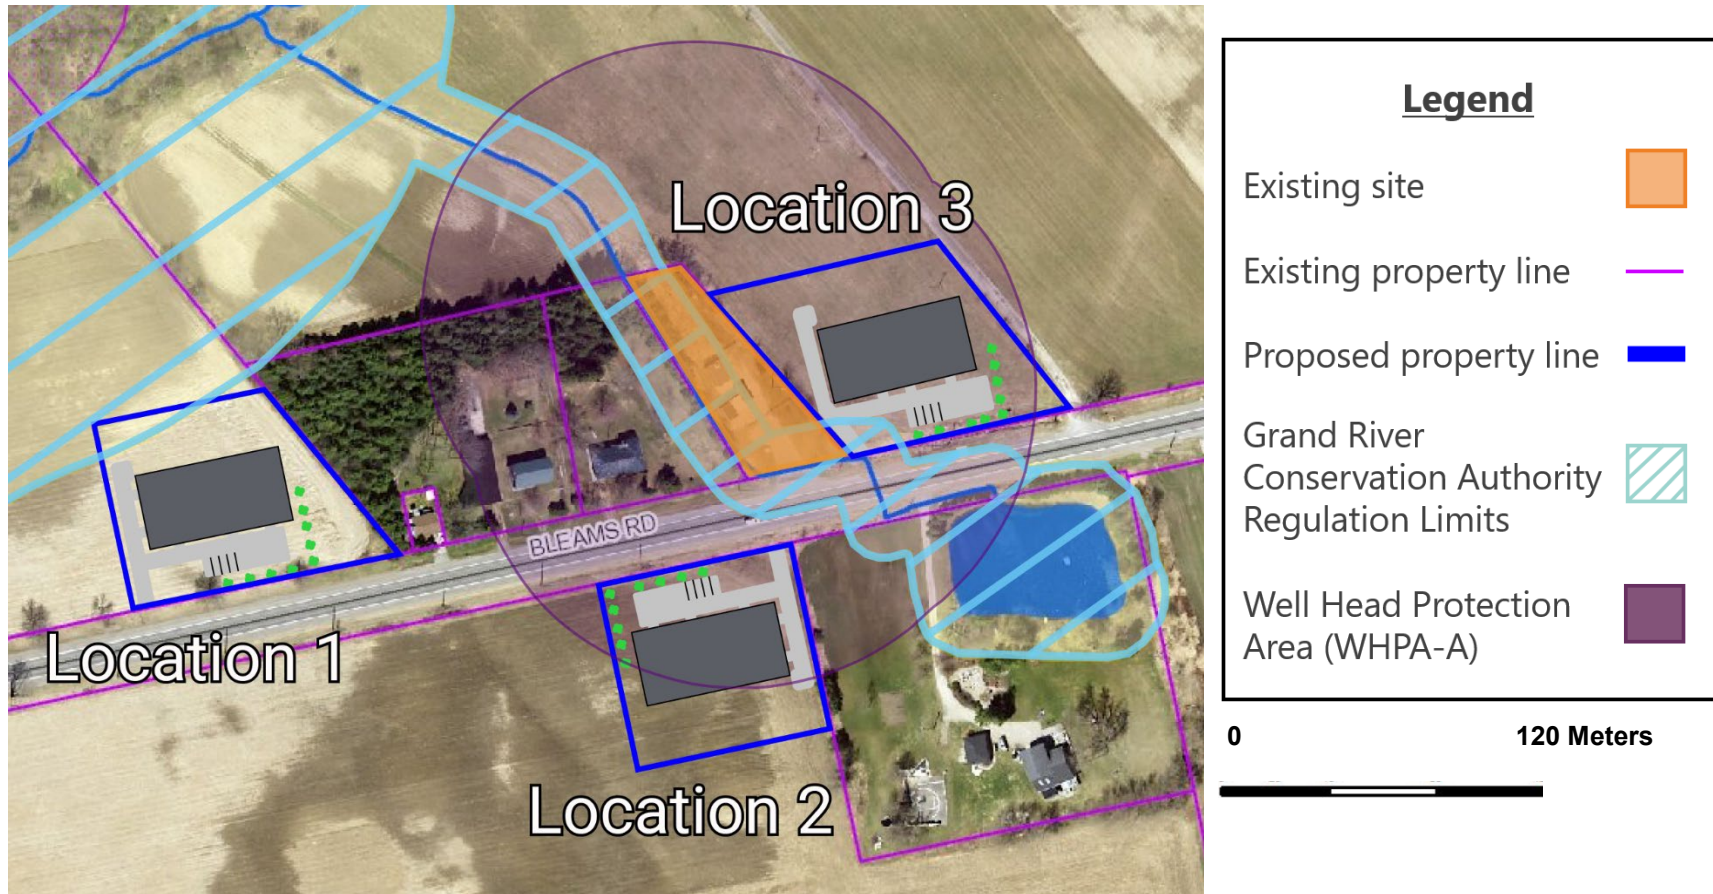 Location 3
BLEAMS RD
Location 1
Location 2
Legend
Existing site
Existing property line
Proposed property line
Grand River
Conservation Authority
Regulation Limits
Well Head Protection
Area (WHPA-A)
0 120 Meters